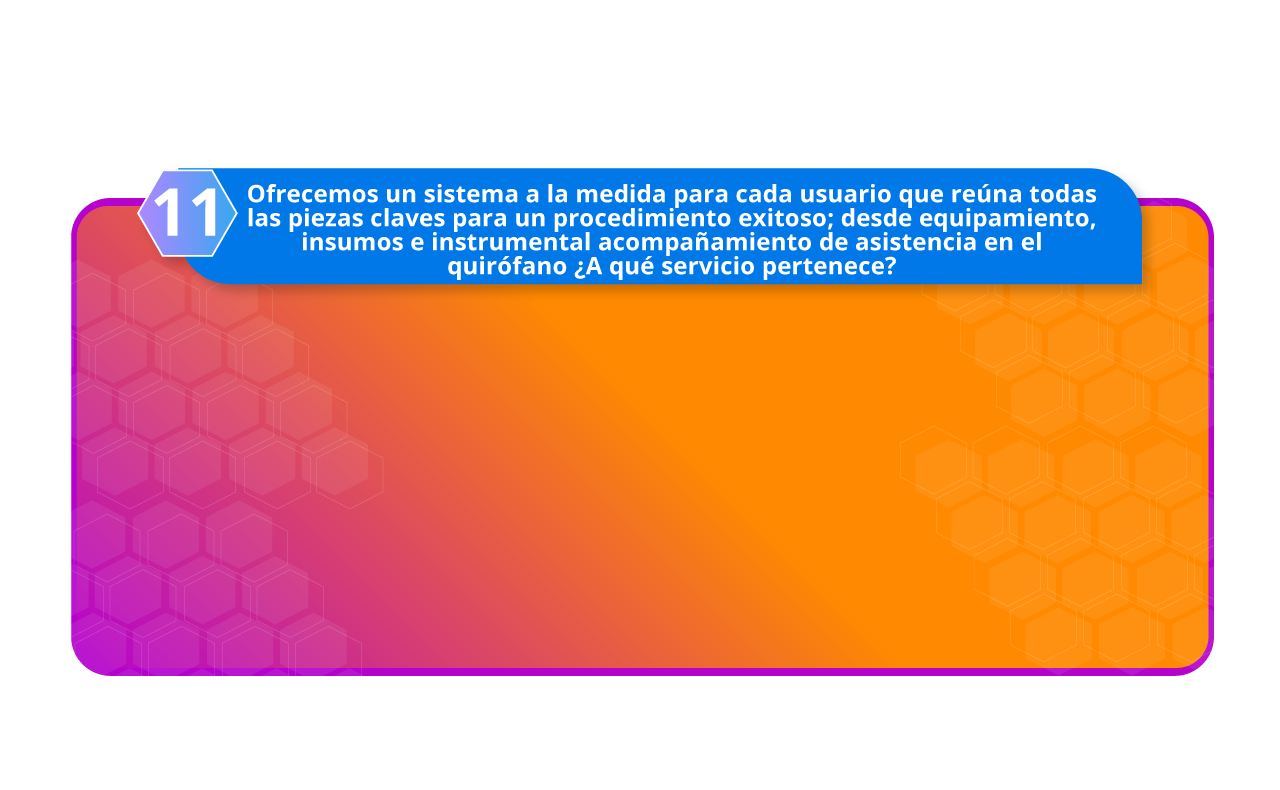 11
Ofrecemos un sistema a la medida para cada usuario que reúna todas
las piezas claves para un procedimiento exitoso; desde equipamiento,
insumos e instrumental acompañamiento de asistencia en el
quirófano ¿A qué servicio pertenece?